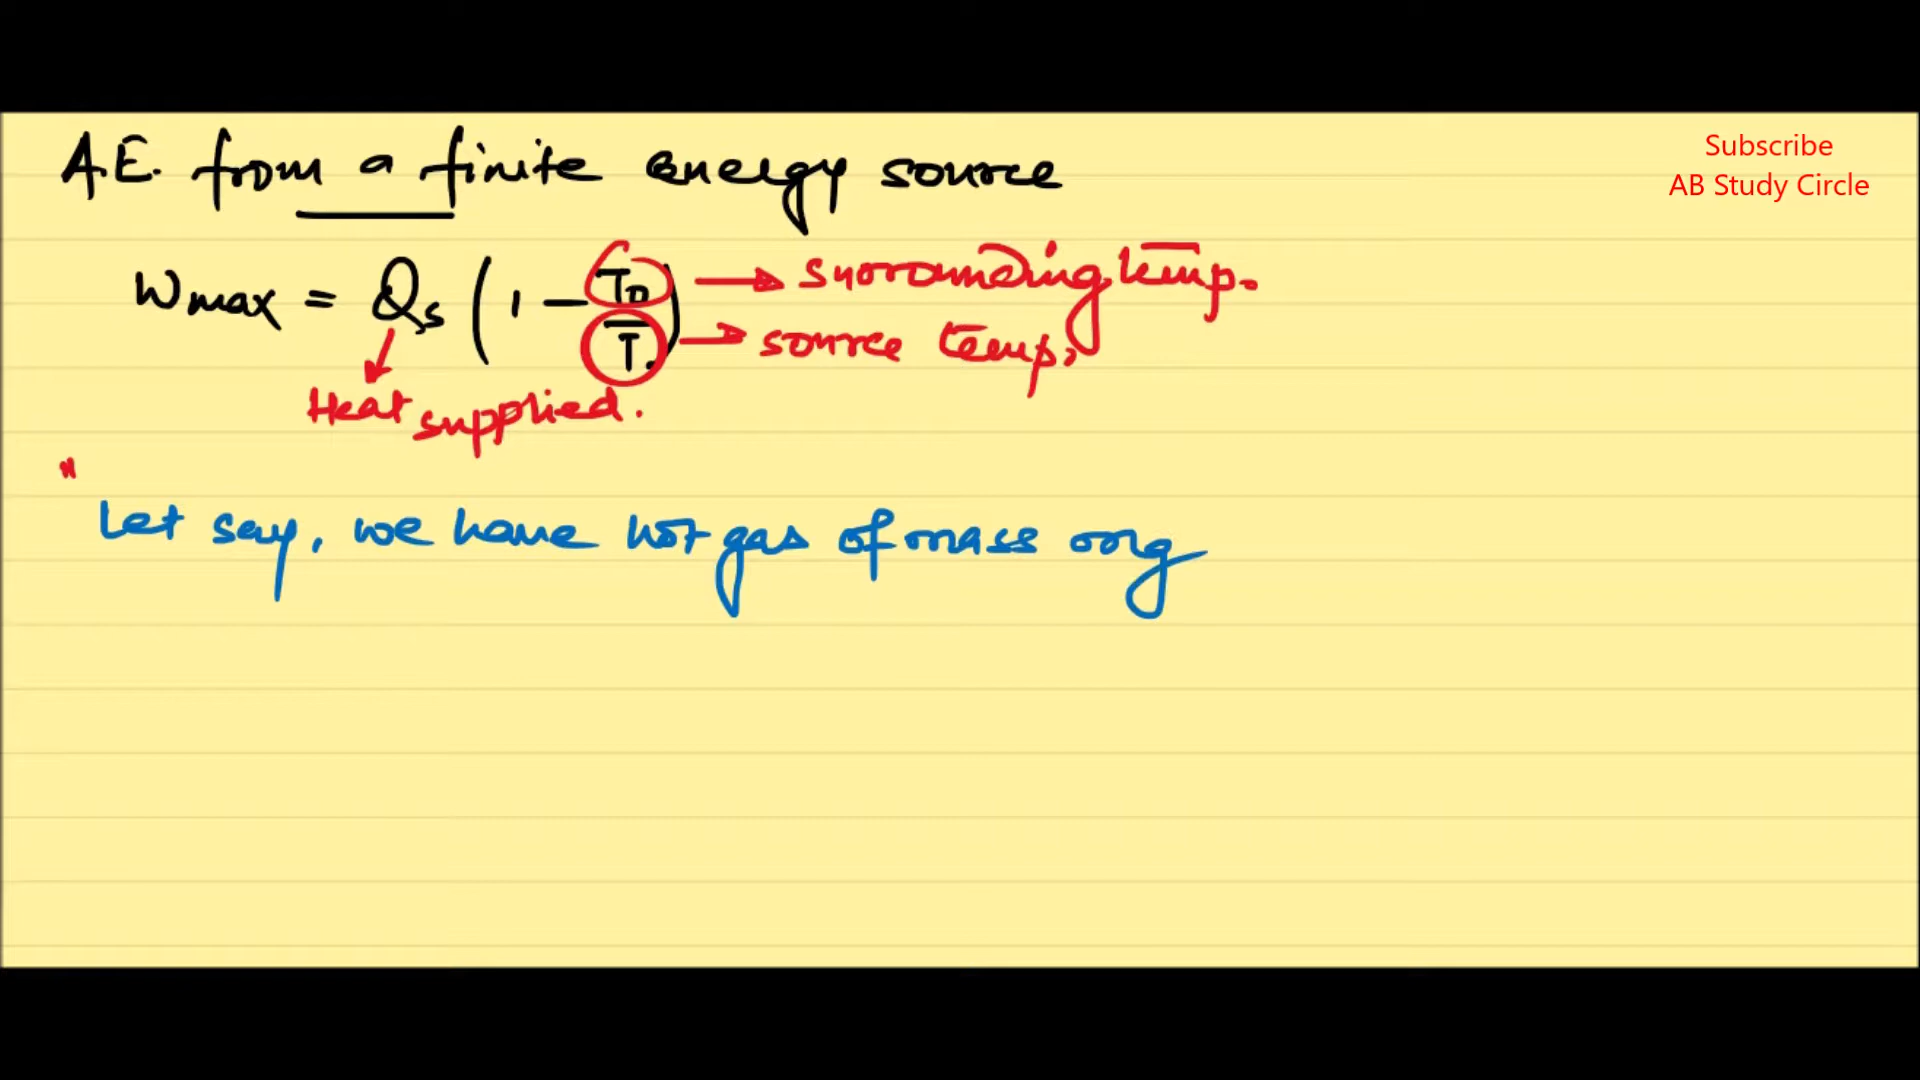 A.E. from a finite energy source
Subscribe
AB Study Circle
Wmax = Qs (1 - T0/T) → surrounding temp.
→ source temp.
Heat supplied.
Let say, we have hot gas of mass mg